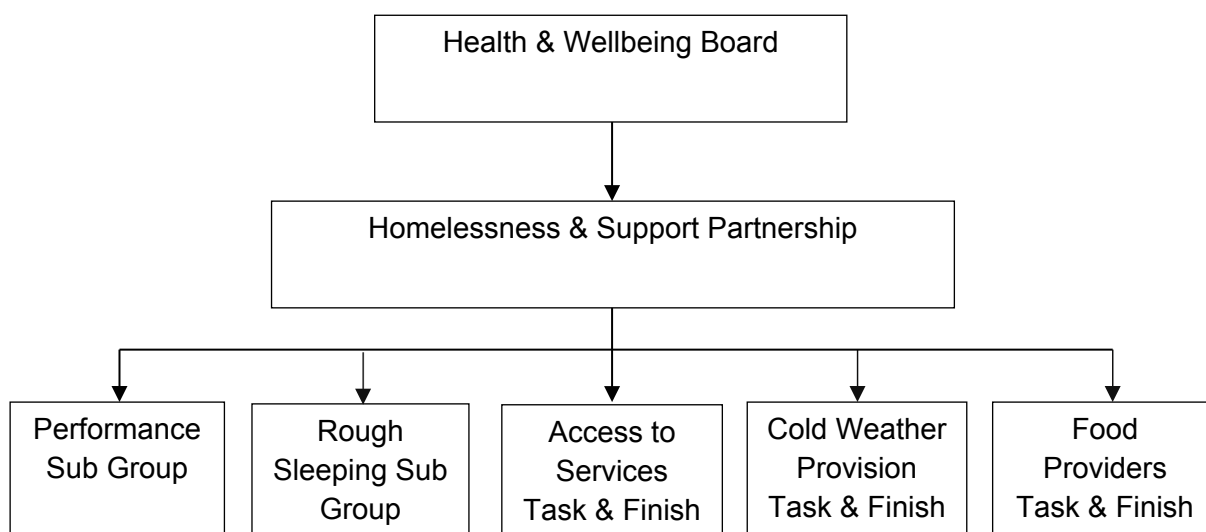 Health & Wellbeing Board
Homelessness & Support Partnership
Performance
Sub Group
Rough
Sleeping Sub
Group
Access to
Services
Task & Finish
Cold Weather
Provision
Task & Finish
Food
Providers
Task & Finish